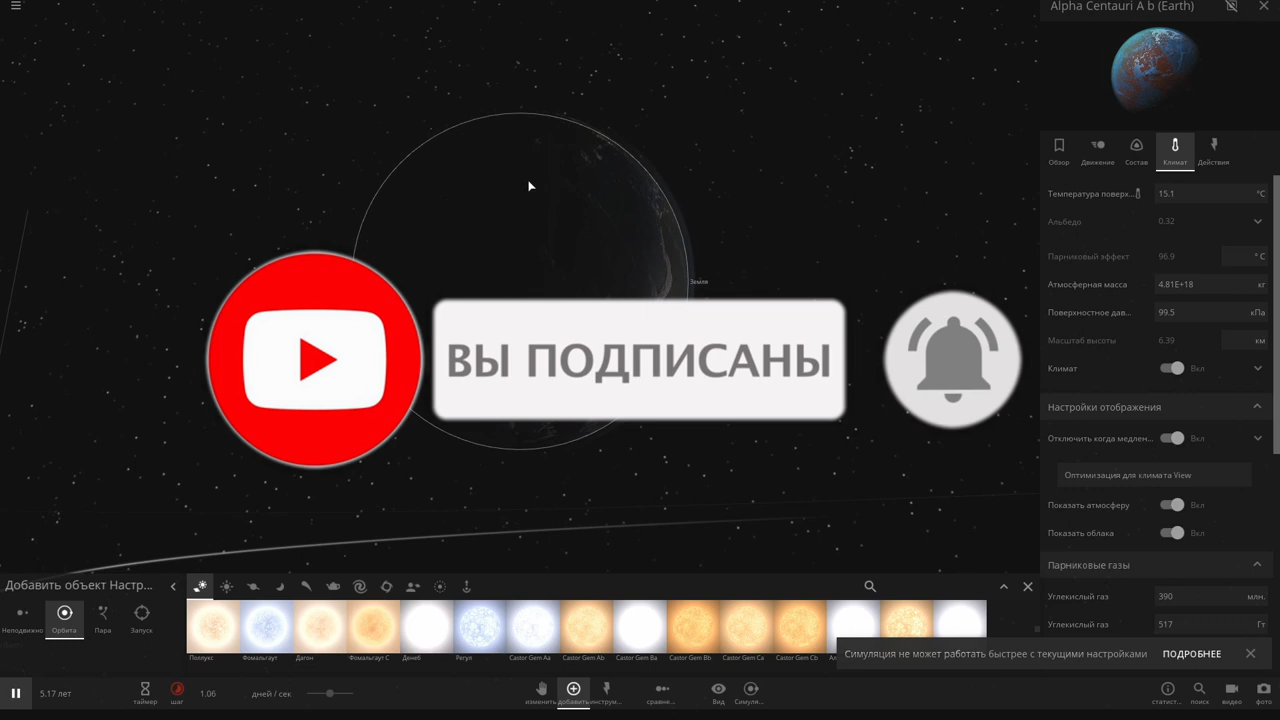 Alpha Centauri A b (Earth)
Обзор
Движение
Состав
Климат
Действия
Температура поверх...
15.1
°C
Альбедо
0.32
Парниковый эффект
96.9
° C
Атмосферная масса
4.81E+18
кг
Поверхностное дав...
99.5
кПа
Масштаб высоты
6.39
км
Климат
Вкл
Настройки отображения
Отключить когда медлен...
Вкл
Оптимизация для климата View
Показать атмосферу
Вкл
Показать облака
Вкл
Парниковые газы
Углекислый газ
390
млн.
Углекислый газ
517
Гт
Земля
ВЫ ПОДПИСАНЫ
Добавить объект Настр...
Неподвижно
Орбита
Пара
Запуск
Поллукс
Фомальгаут
Дагон
Фомальгаут C
Денеб
Регул
Castor Gem Aa
Castor Gem Ab
Castor Gem Ba
Castor Gem Bb
Castor Gem Ca
Castor Gem Cb
Симуляция не может работать быстрее с текущими настройками
ПОДРОБНЕЕ
5.17 лет
таймер
шаг
1.06
дней / сек
изменить
добавить
инструм...
сравне...
Вид
Симуля...
статист...
поиск
видео
фото